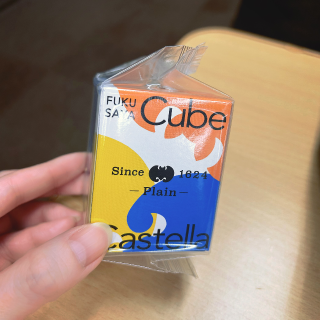 FUKU
SAYA
Cube
Since 1624
— Plain —
Castella